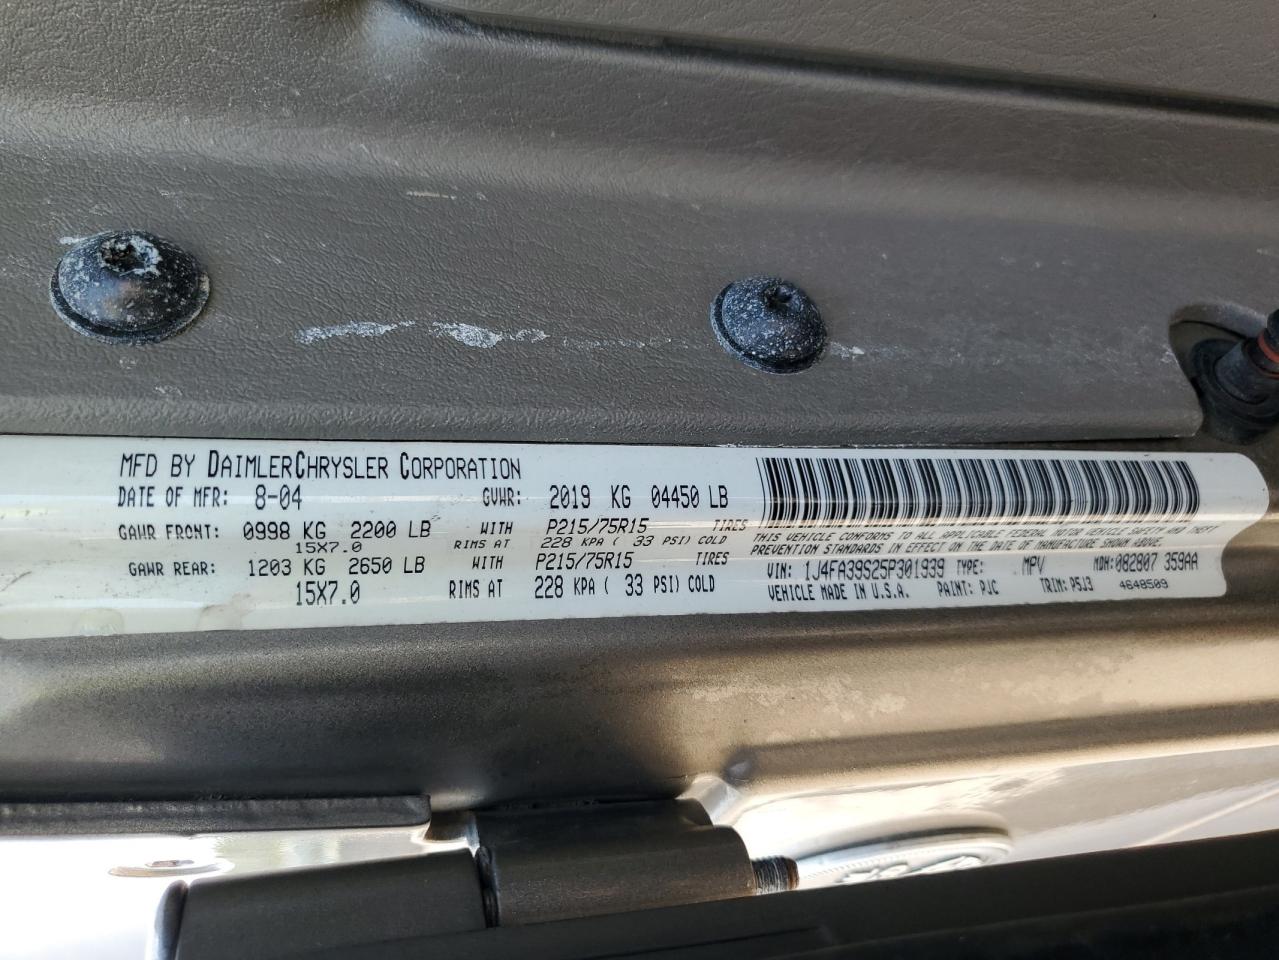 MFD BY DAIMLERCHRYSLER CORPORATION
DATE OF MFR: 8-04 GVWR: 2019 KG 04450 LB
GAWR FRONT: 0998 KG 2200 LB WITH P215/75R15 TIRES
15X7.0 RIMS AT 228 KPA ( 33 PSI) COLD
GAWR REAR: 1203 KG 2650 LB WITH P215/75R15 TIRES
15X7.0 RIMS AT 228 KPA ( 33 PSI) COLD
THIS VEHICLE CONFORMS TO ALL APPLICABLE FEDERAL MOTOR VEHICLE SAFETY AND THEFT
PREVENTION STANDARDS IN EFFECT ON THE DATE OF MANUFACTURE SHOWN ABOVE.
VIN: 1J4FA39S25P301939 TYPE: MPV MDH: 082907 359AA
VEHICLE MADE IN U.S.A. PAINT: PJC TRIM: P5J3 4648509